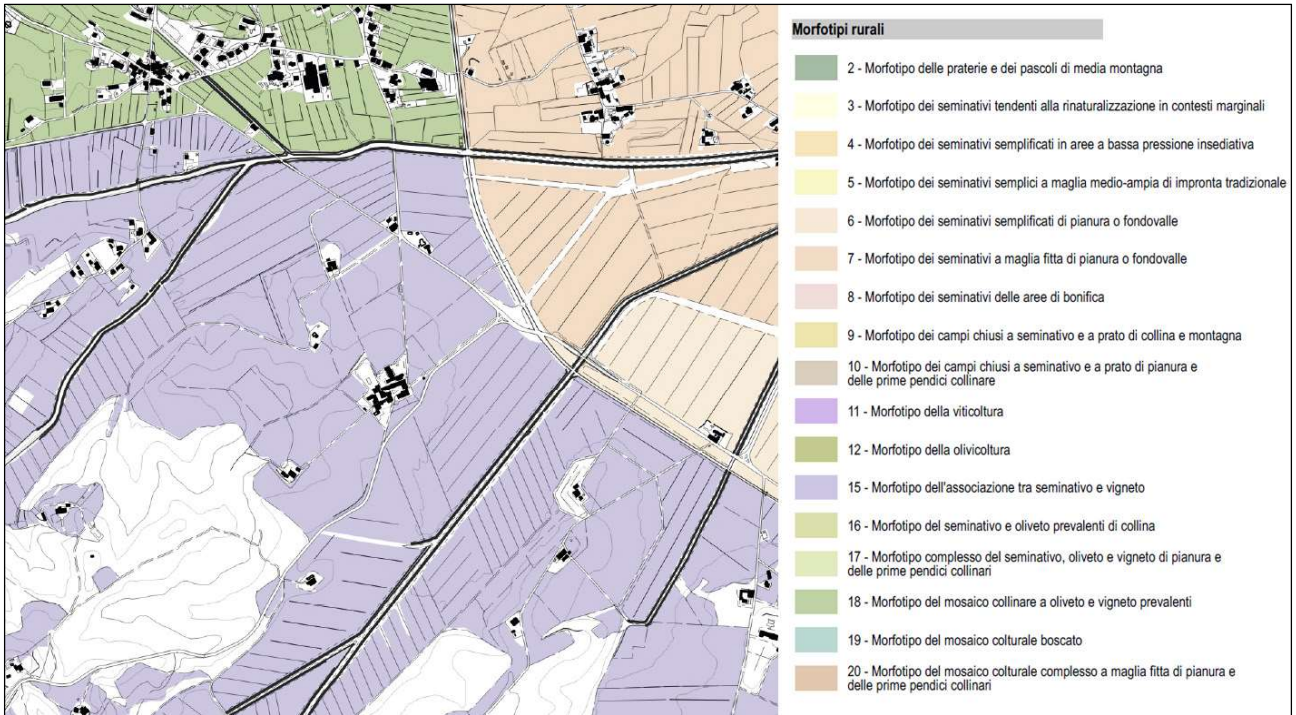 Morfotipi rurali
2 - Morfotipo delle praterie e dei pascoli di media montagna
3 - Morfotipo dei seminativi tendenti alla rinaturalizzazione in contesti marginali
4 - Morfotipo dei seminativi semplificati in aree a bassa pressione insediativa
5 - Morfotipo dei seminativi semplici a maglia medio-ampia di impronta tradizionale
6 - Morfotipo dei seminativi semplificati di pianura o fondovalle
7 - Morfotipo dei seminativi a maglia fitta di pianura o fondovalle
8 - Morfotipo dei seminativi delle aree di bonifica
9 - Morfotipo dei campi chiusi a seminativo e a prato di collina e montagna
10 - Morfotipo dei campi chiusi a seminativo e a prato di pianura e
delle prime pendici collinare
11 - Morfotipo della viticoltura
12 - Morfotipo della olivicoltura
15 - Morfotipo dell'associazione tra seminativo e vigneto
16 - Morfotipo del seminativo e oliveto prevalenti di collina
17 - Morfotipo complesso del seminativo, oliveto e vigneto di pianura e
delle prime pendici collinari
18 - Morfotipo del mosaico collinare a oliveto e vigneto prevalenti
19 - Morfotipo del mosaico colturale boscato
20 - Morfotipo del mosaico colturale complesso a maglia fitta di pianura e
delle prime pendici collinari